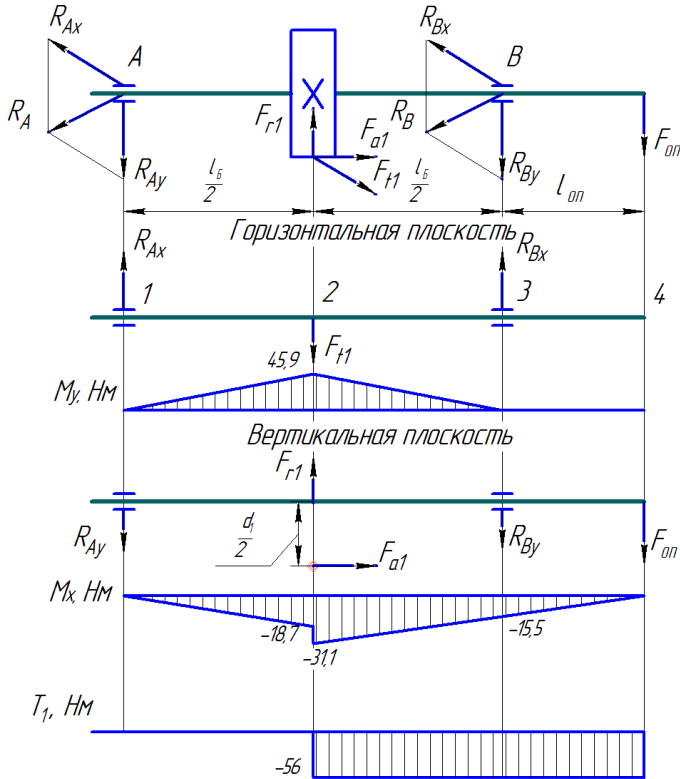 R_Ax
A
R_Bx
B
R_A
F_r1
F_a1
R_B
F_оп
R_Ay
l_Б/2
F_t1
l_Б/2
R_By
l_оп
Горизонтальная плоскость
R_Ax
R_Bx
1
2
3
4
45,9
F_t1
M_y, Нм
Вертикальная плоскость
F_r1
R_Ay
d_1/2
F_a1
R_By
F_оп
M_x, Нм
-18,7
-15,5
-31,1
T_1, Нм
-56